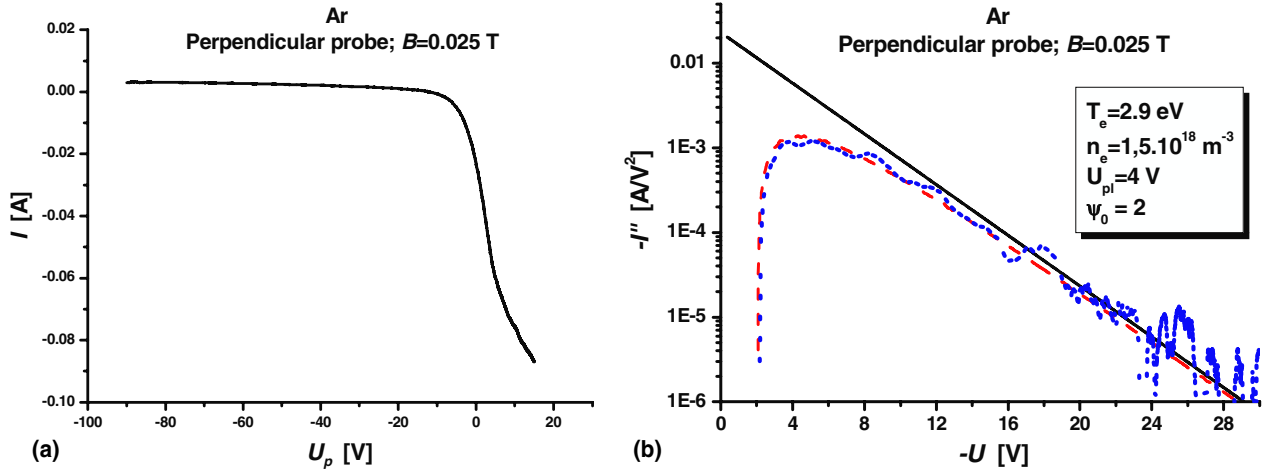 Ar
Perpendicular probe; B=0.025 T
0.02
0.00
-0.02
-0.04
-0.06
-0.08
-0.10
I [A]
-100
-80
-60
-40
-20
0
20
(a)
U_p [V]
Ar
Perpendicular probe; B=0.025 T
0.01
1E-3
1E-4
1E-5
1E-6
-I″ [A/V²]
T_e=2.9 eV
n_e=1,5.10¹⁸ m⁻³
U_pl=4 V
ψ₀ = 2
0
4
8
12
16
20
24
28
(b)
-U [V]